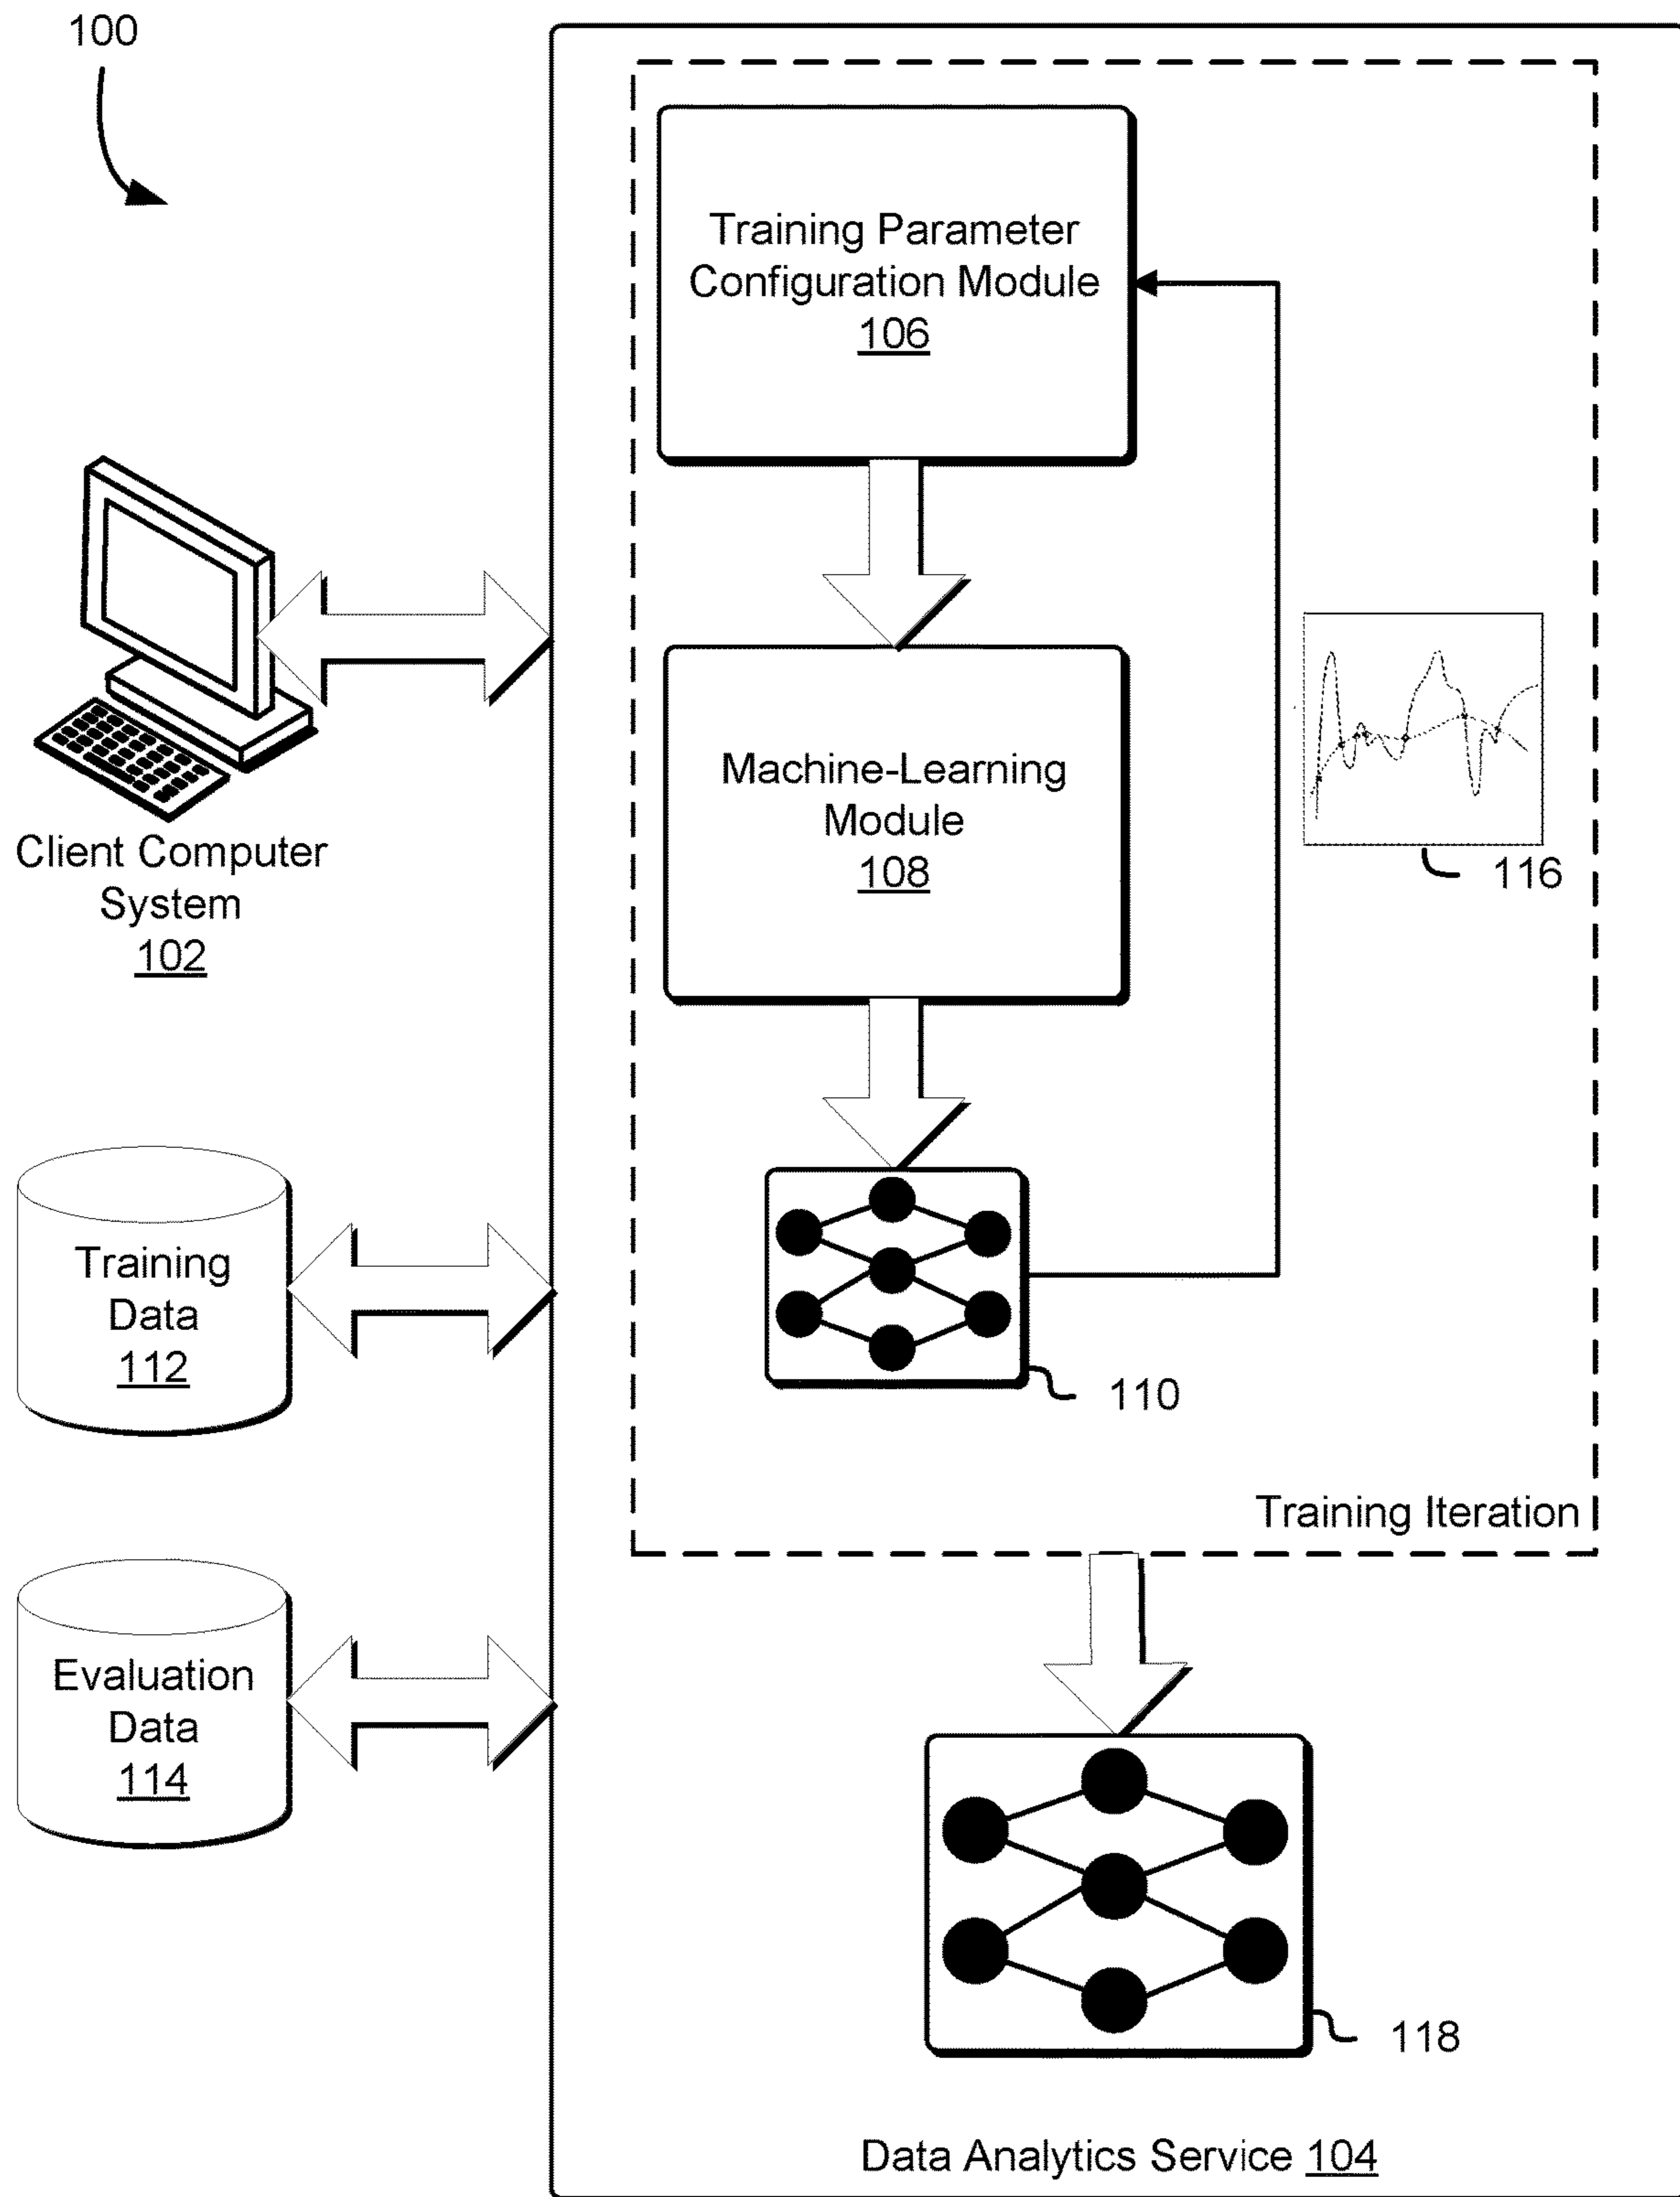 100
Training Parameter
Configuration Module
106
Machine-Learning
Module
108
116
Client Computer
System
102
Training
Data
112
110
Training Iteration
Evaluation
Data
114
118
Data Analytics Service 104